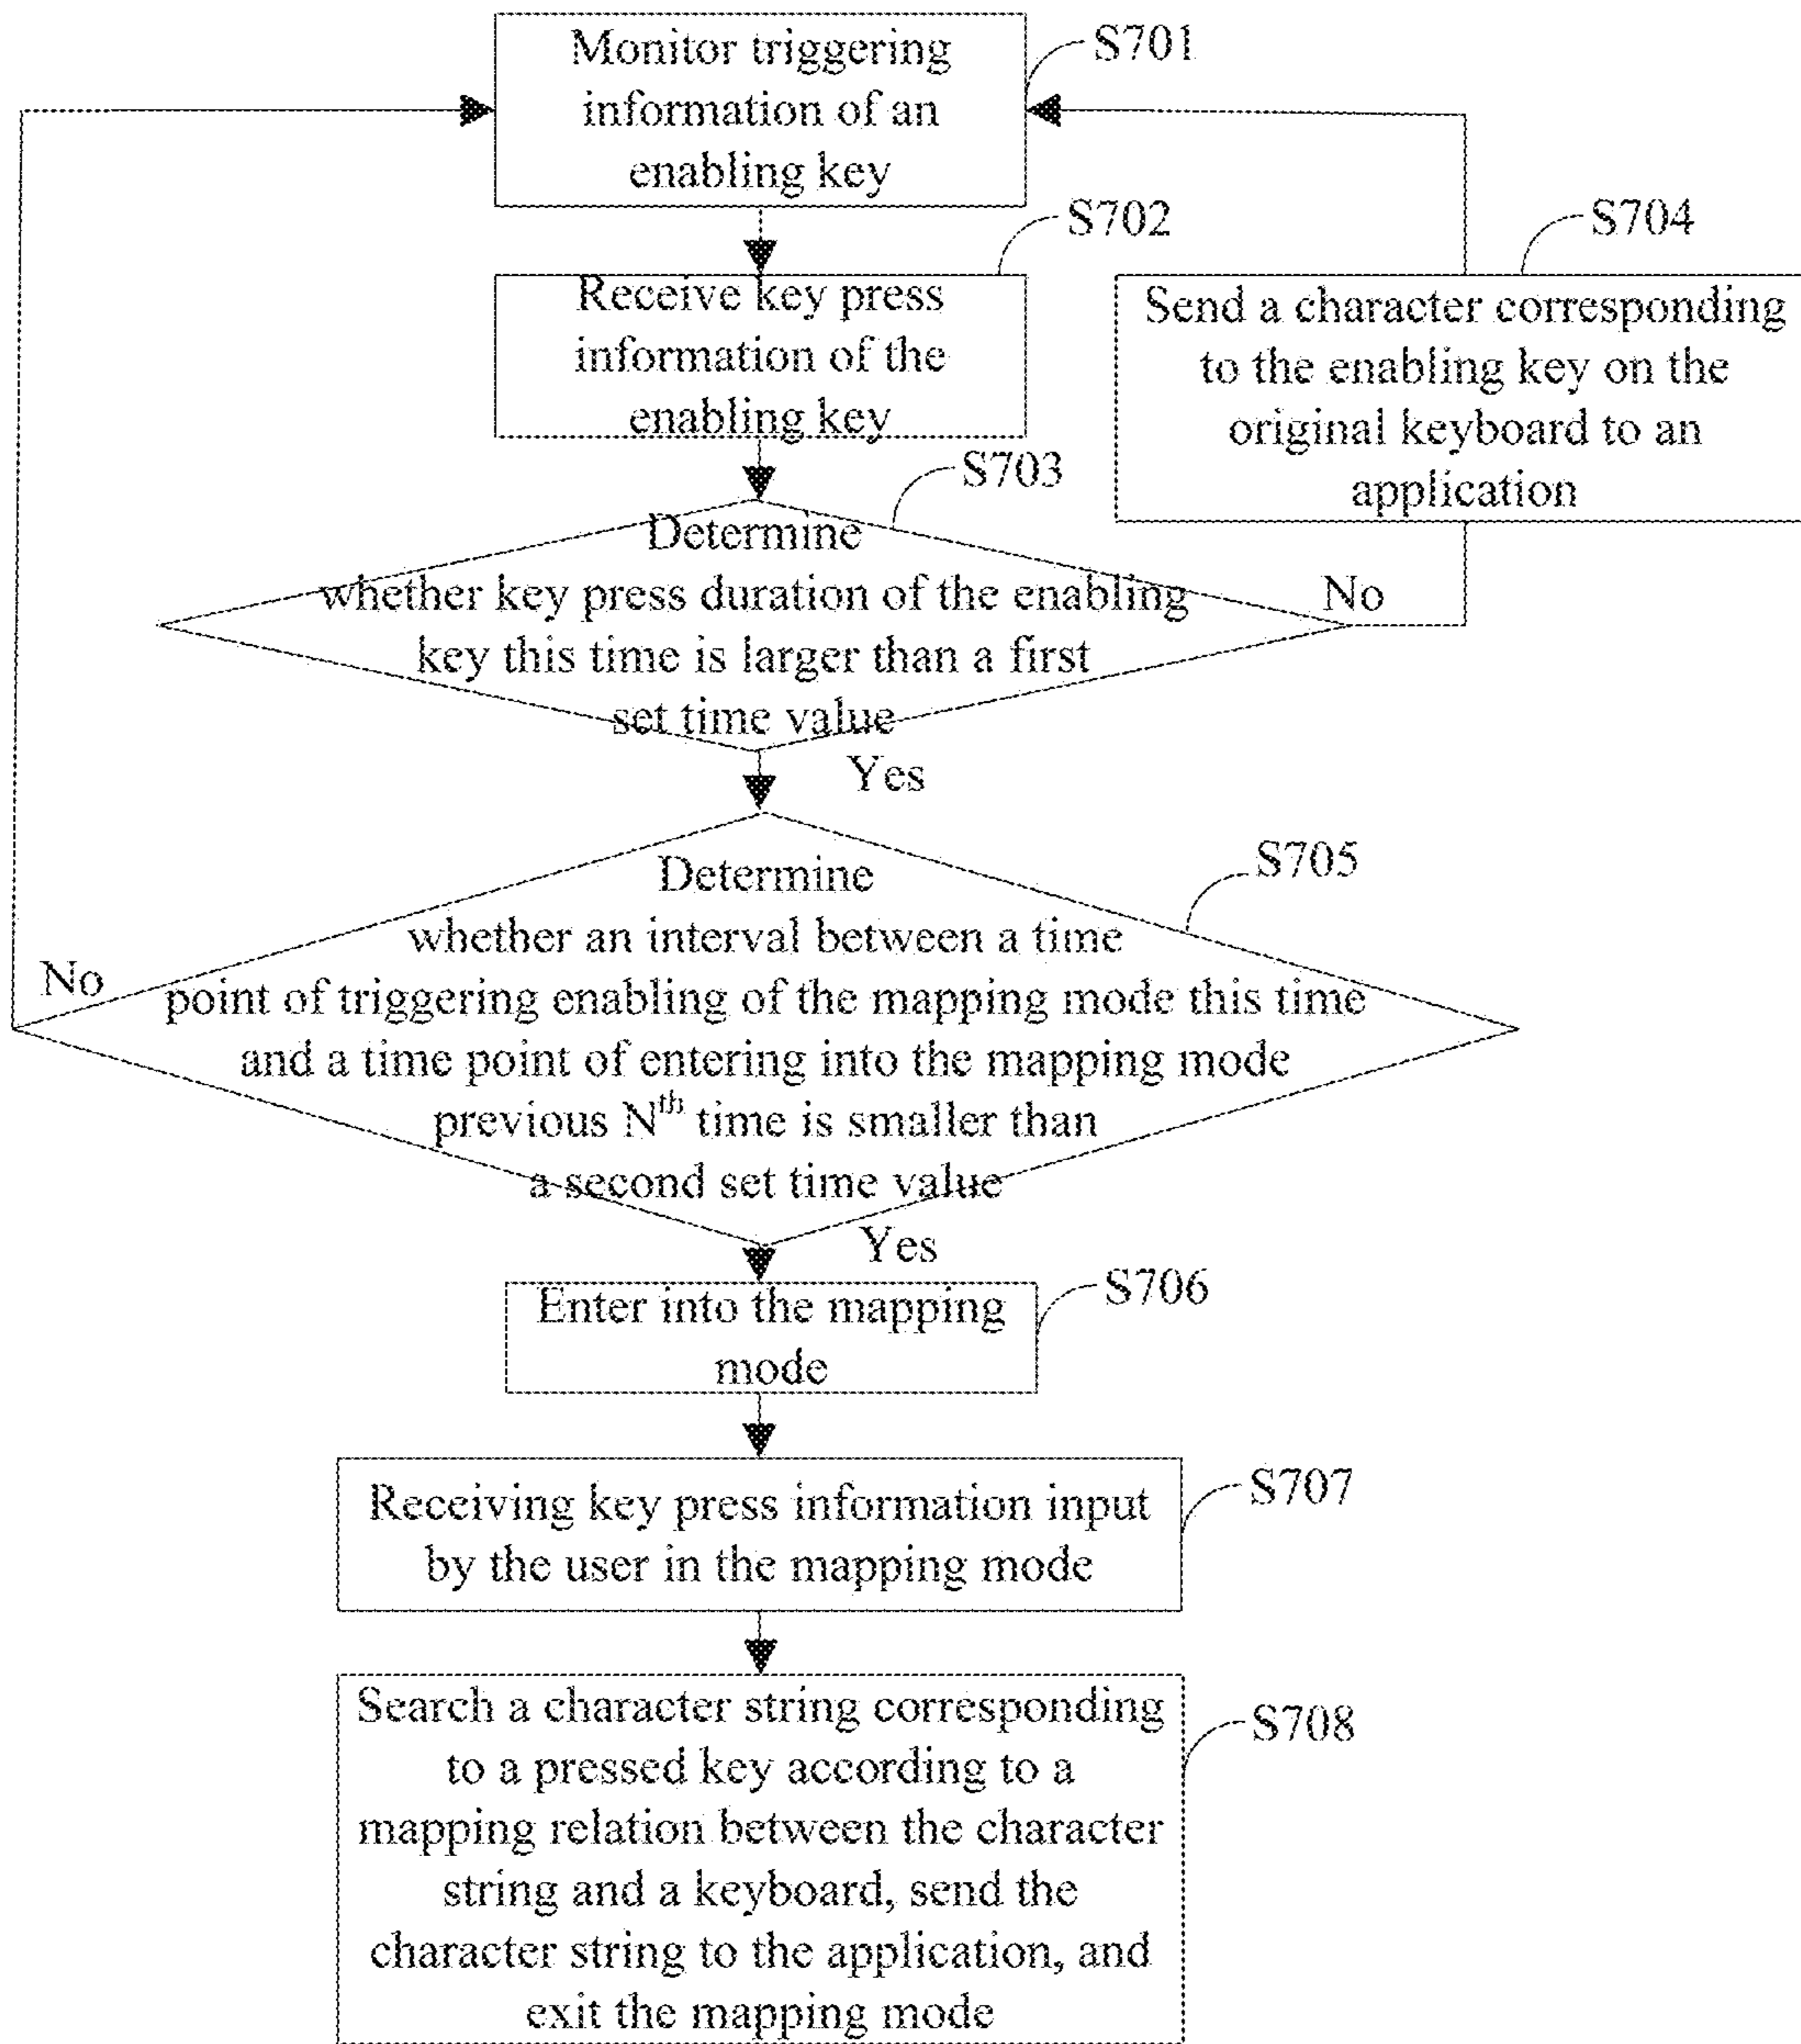 Monitor triggering
information of an
enabling key
S701
Receive key press
information of the
enabling key
S702
Send a character corresponding
to the enabling key on the
original keyboard to an
application
S704
Determine
whether key press duration of the enabling
key this time is larger than a first
set time value
S703
No
Yes
Determine
whether an interval between a time
point of triggering enabling of the mapping mode this time
and a time point of entering into the mapping mode
previous Nth time is smaller than
a second set time value
S705
No
Yes
Enter into the mapping
mode
S706
Receiving key press information input
by the user in the mapping mode
S707
Search a character string corresponding
to a pressed key according to a
mapping relation between the character
string and a keyboard, send the
character string to the application, and
exit the mapping mode
S708